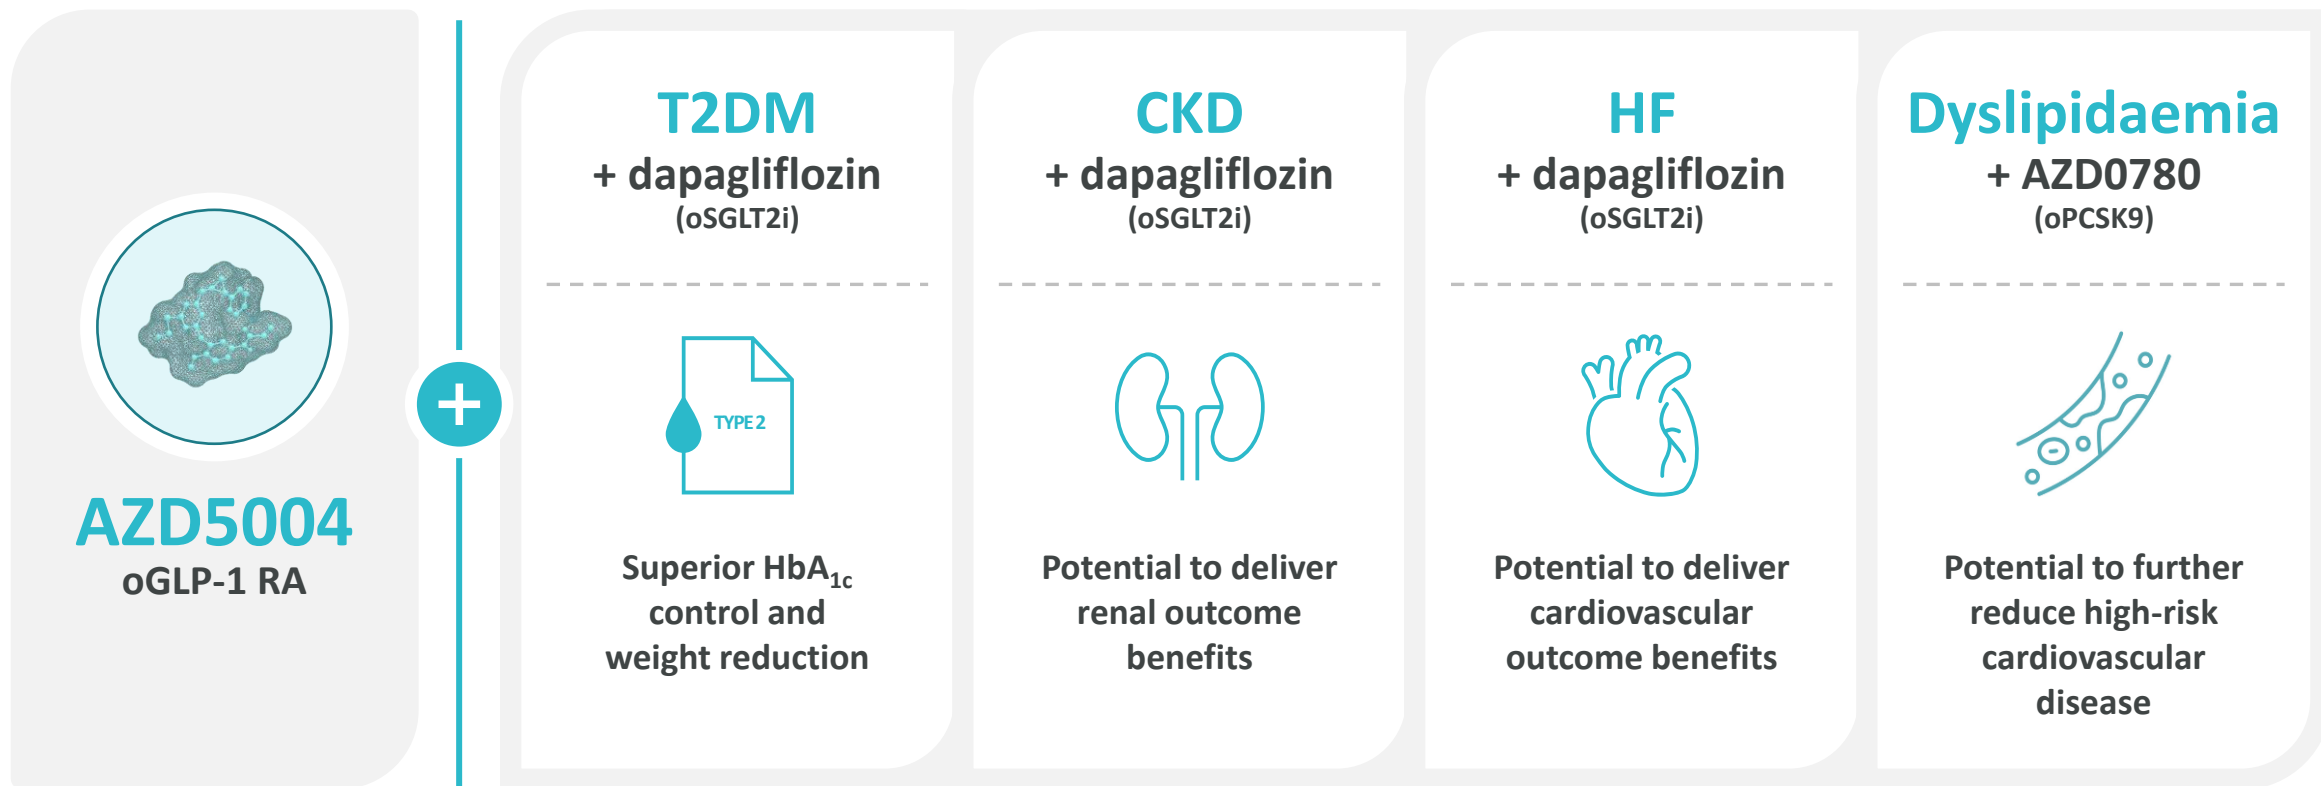 AZD5004
oGLP-1 RA
+
T2DM
+ dapagliflozin
(oSGLT2i)
TYPE 2
Superior HbA1c
control and
weight reduction
CKD
+ dapagliflozin
(oSGLT2i)
Potential to deliver
renal outcome
benefits
HF
+ dapagliflozin
(oSGLT2i)
Potential to deliver
cardiovascular
outcome benefits
Dyslipidaemia
+ AZD0780
(oPCSK9)
Potential to further
reduce high-risk
cardiovascular
disease